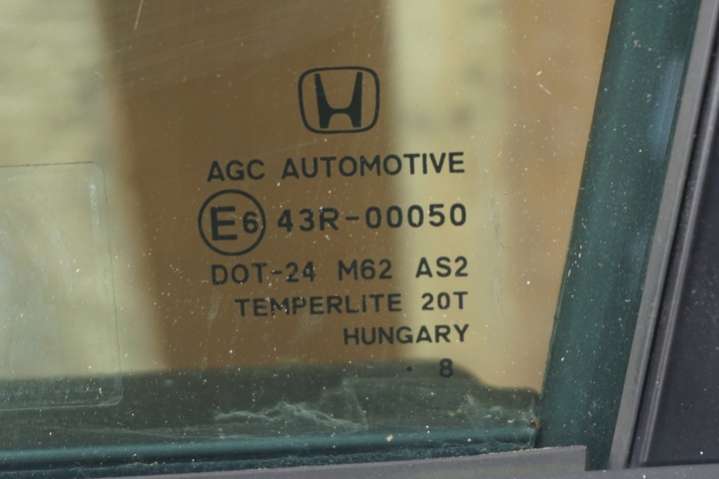 AGC AUTOMOTIVE
E6 43R-00050
DOT-24 M62 AS2
TEMPERLITE 20T
HUNGARY
. 8